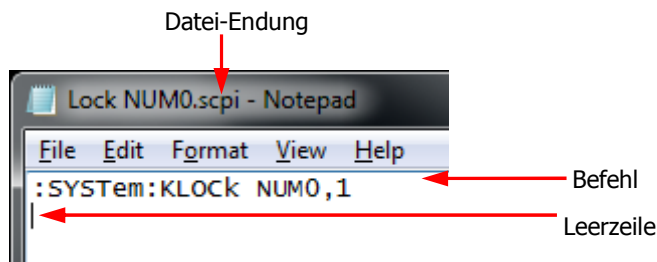 Datei-Endung
Lock NUM0.scpi - Notepad
File Edit Format View Help
:SYSTem:KLOCk NUM0,1
Befehl
Leerzeile